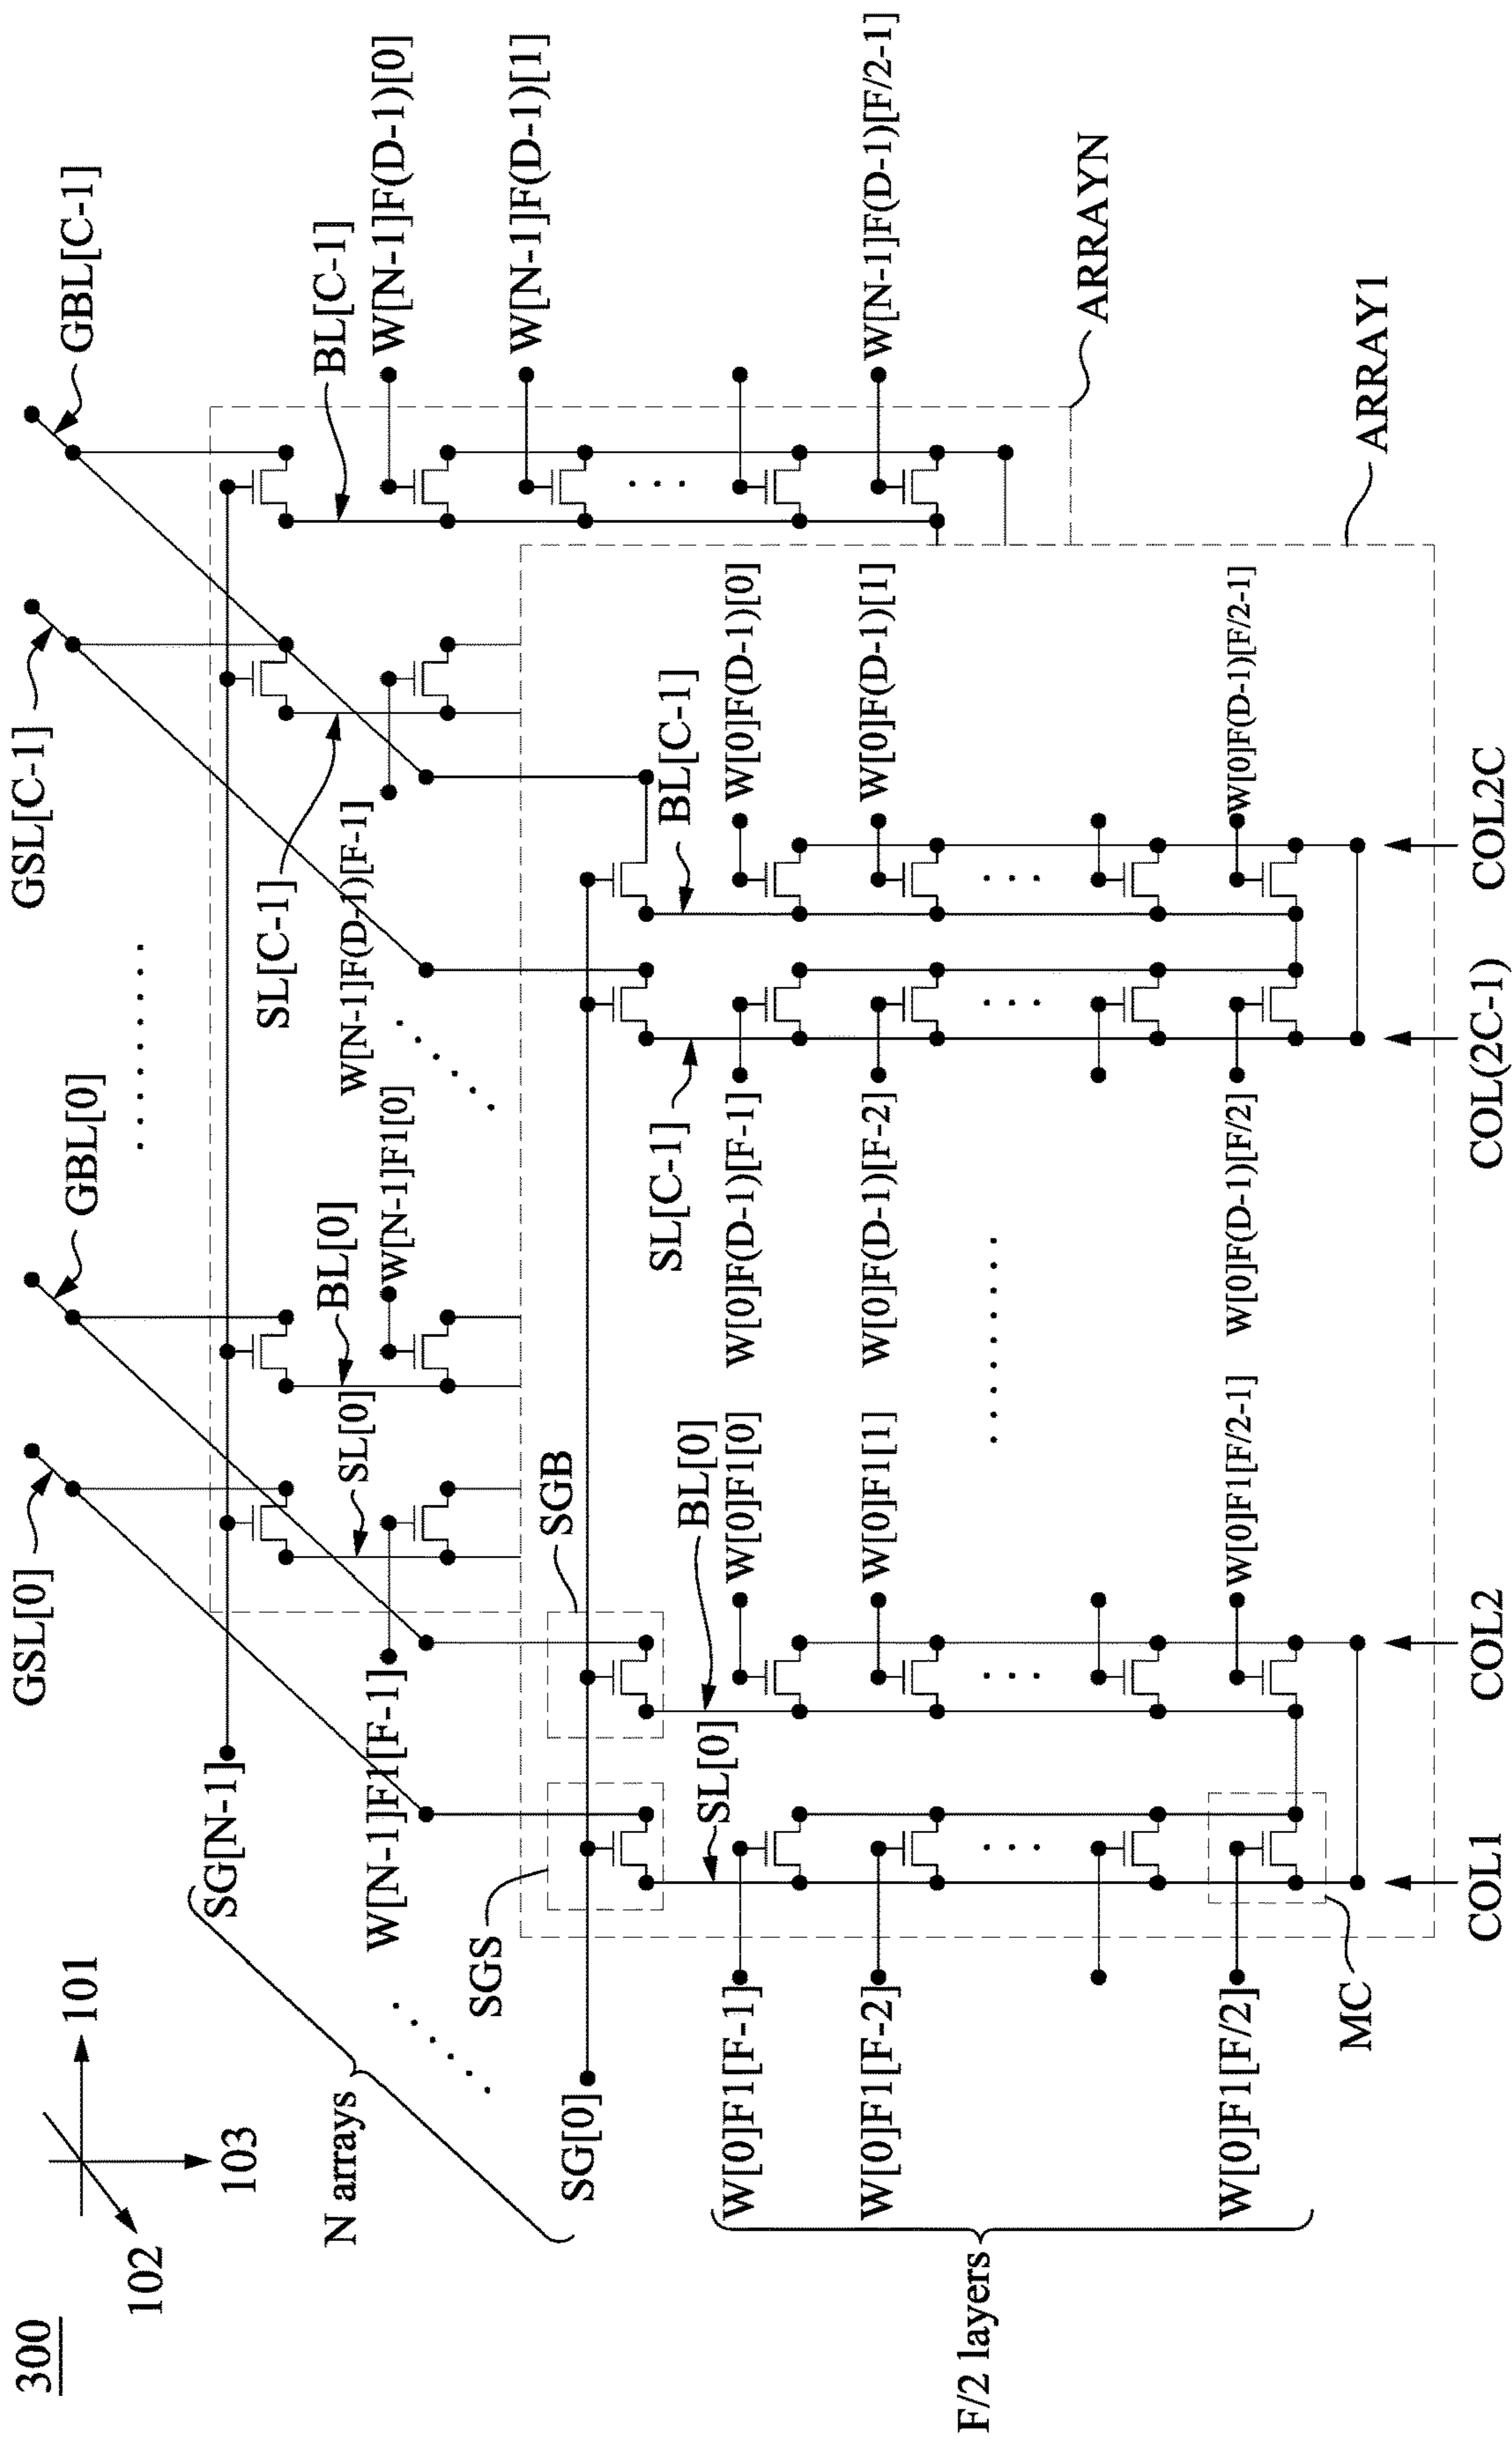 300
101
102
103
GSL[0]
GBL[0]
GSL[C-1]
GBL[C-1]
SG[N-1]
SL[0]
BL[0]
SL[C-1]
BL[C-1]
W[N-1]F1[F-1]
W[N-1]F1[0]
W[N-1]F(D-1)[F-1]
W[N-1]F(D-1)[0]
W[N-1]F(D-1)[1]
W[N-1]F(D-1)[F/2-1]
N arrays
ARRAYN
SGS
SGB
SG[0]
SL[0]
BL[0]
SL[C-1]
BL[C-1]
W[0]F1[F-1]
W[0]F1[0]
W[0]F(D-1)[F-1]
W[0]F(D-1)[0]
W[0]F1[F-2]
W[0]F1[1]
W[0]F(D-1)[F-2]
W[0]F(D-1)[1]
W[0]F1[F/2]
W[0]F1[F/2-1]
W[0]F(D-1)[F/2]
W[0]F(D-1)[F/2-1]
F/2 layers
MC
ARRAY1
COL1
COL2
COL(2C-1)
COL2C